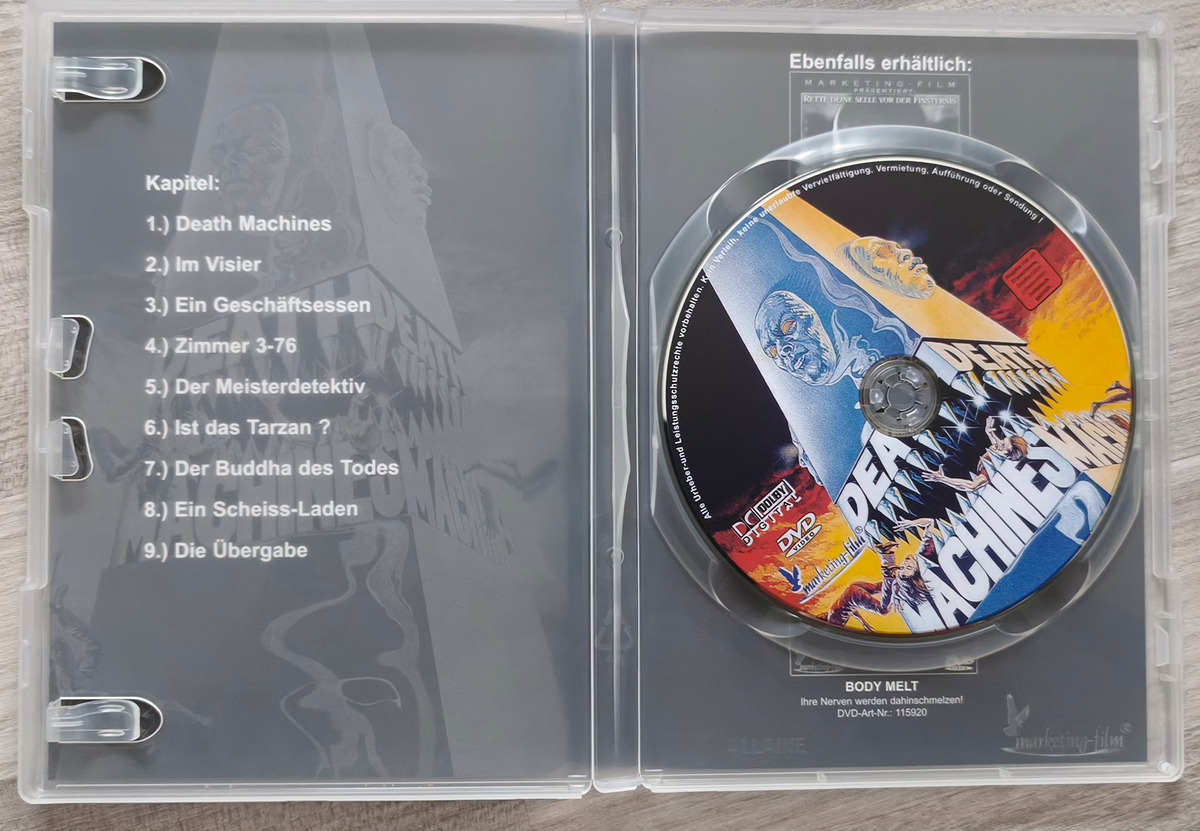 Kapitel:
1.) Death Machines
2.) Im Visier
3.) Ein Geschäftsessen
4.) Zimmer 3-76
5.) Der Meisterdetektiv
6.) Ist das Tarzan ?
7.) Der Buddha des Todes
8.) Ein Scheiss-Laden
9.) Die Übergabe
Ebenfalls erhältlich:
MARKETING-FILM
PRÄSENTIERT:
RETTE DEINE SEELE VOR DER FINSTERNIS
Alle Urheber-und Leistungsschutzrechte vorbehalten. Kein Verleih, keine unerlaubte Vervielfältigung, Vermietung, Aufführung oder Sendung !
DEATH
MACHINES
DOLBY
DIGITAL
DVD
VIDEO
marketing-film®
BODY MELT
Ihre Nerven werden dahinschmelzen!
DVD-Art-Nr.: 115920
marketing-film®